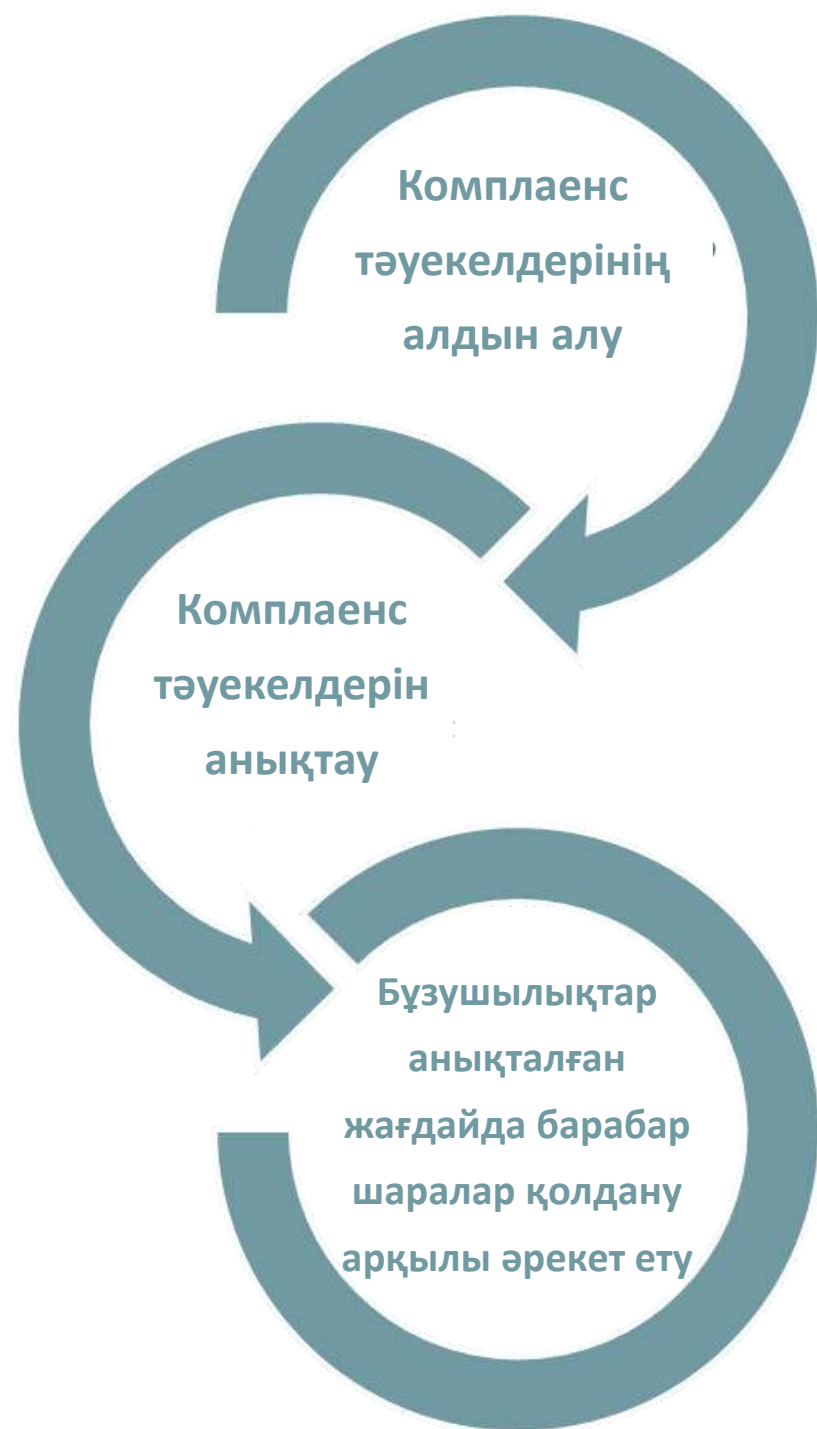 Комплаенс
тәуекелдерінің
алдын алу
Комплаенс
тәуекелдерін
анықтау
Бұзушылықтар
анықталған
жағдайда барабар
шаралар қолдану
арқылы әрекет ету